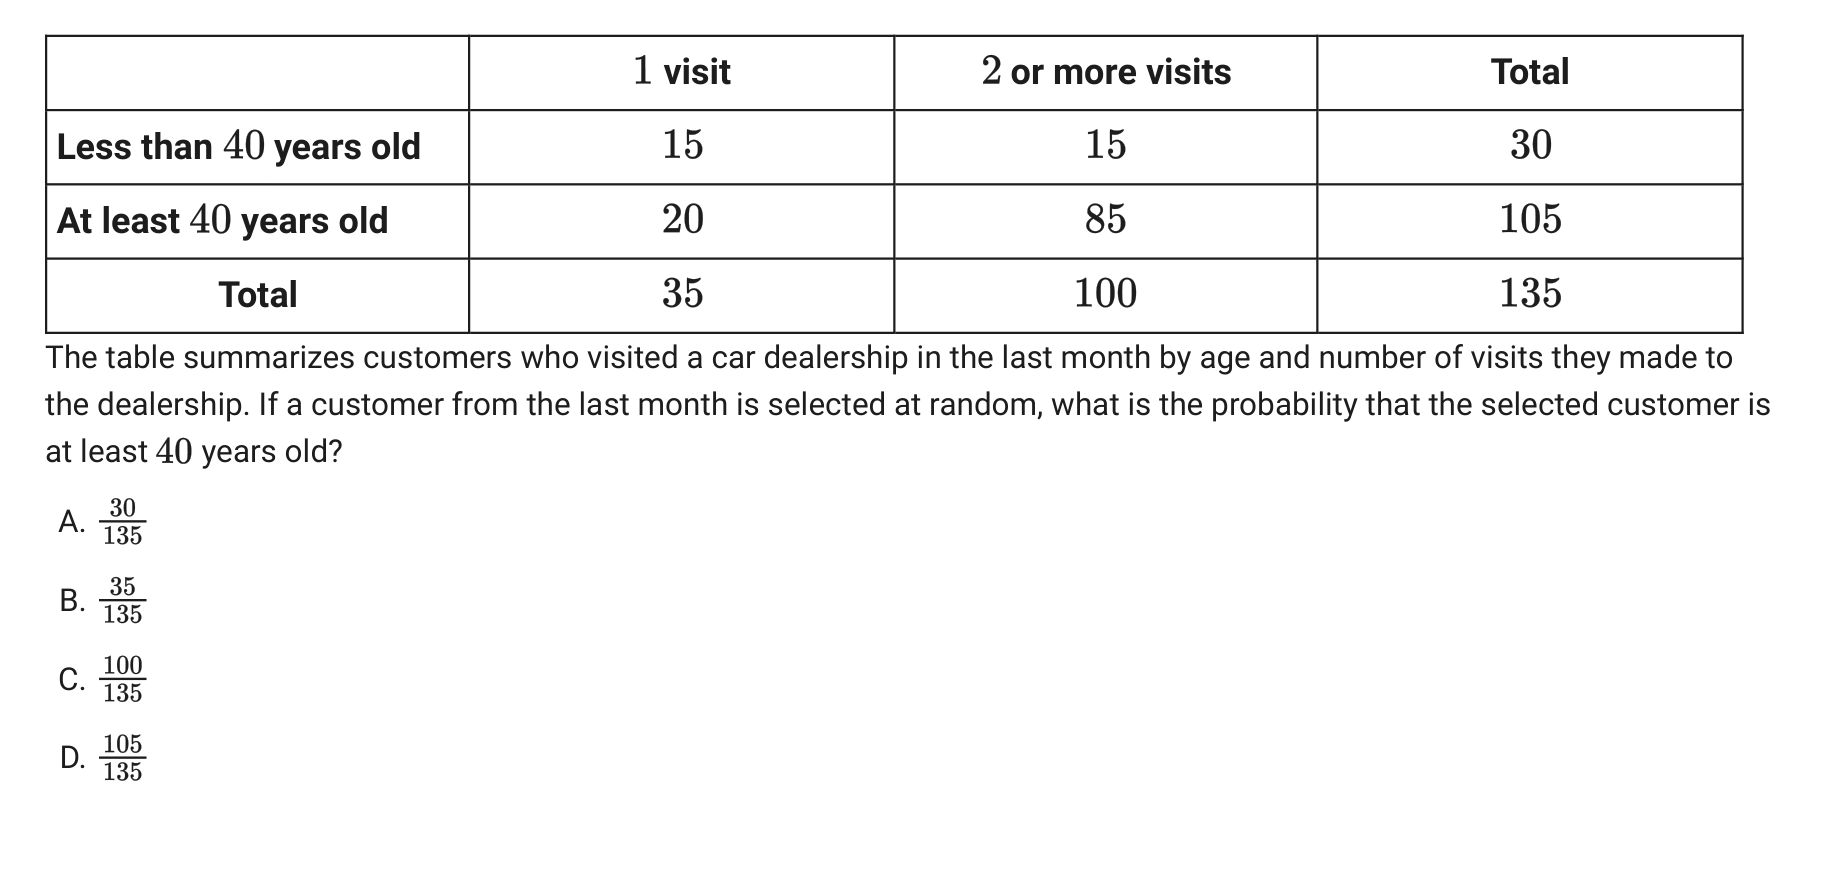 1 visit 2 or more visits Total
Less than 40 years old 15 15 30
At least 40 years old 20 85 105
Total 35 100 135
The table summarizes customers who visited a car dealership in the last month by age and number of visits they made to
the dealership. If a customer from the last month is selected at random, what is the probability that the selected customer is
at least 40 years old?
A. 30/135
B. 35/135
C. 100/135
D. 105/135